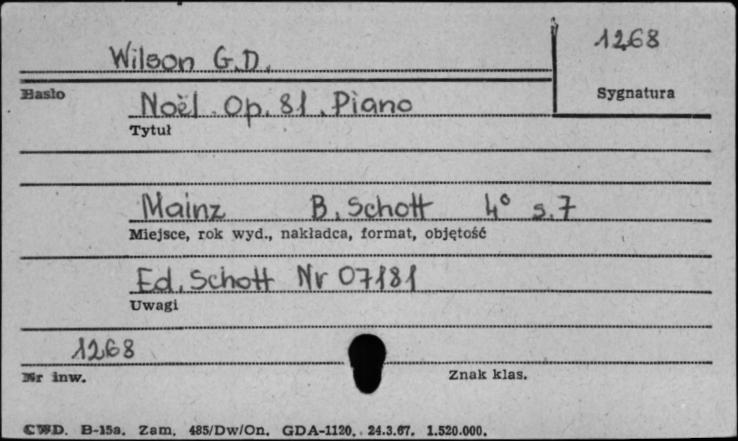 Wilson G.D. 1268
Hasło Sygnatura
Noël. Op. 81. Piano
Tytuł
Mainz B. Schott 4° s. 7
Miejsce, rok wyd., nakładca, format, objętość
Ed. Schott Nr 07181
Uwagi
1268
Nr inw. Znak klas.
CWD. B-15a. Zam. 485/Dw/On. GDA-1120. 24.3.67. 1.520.000.